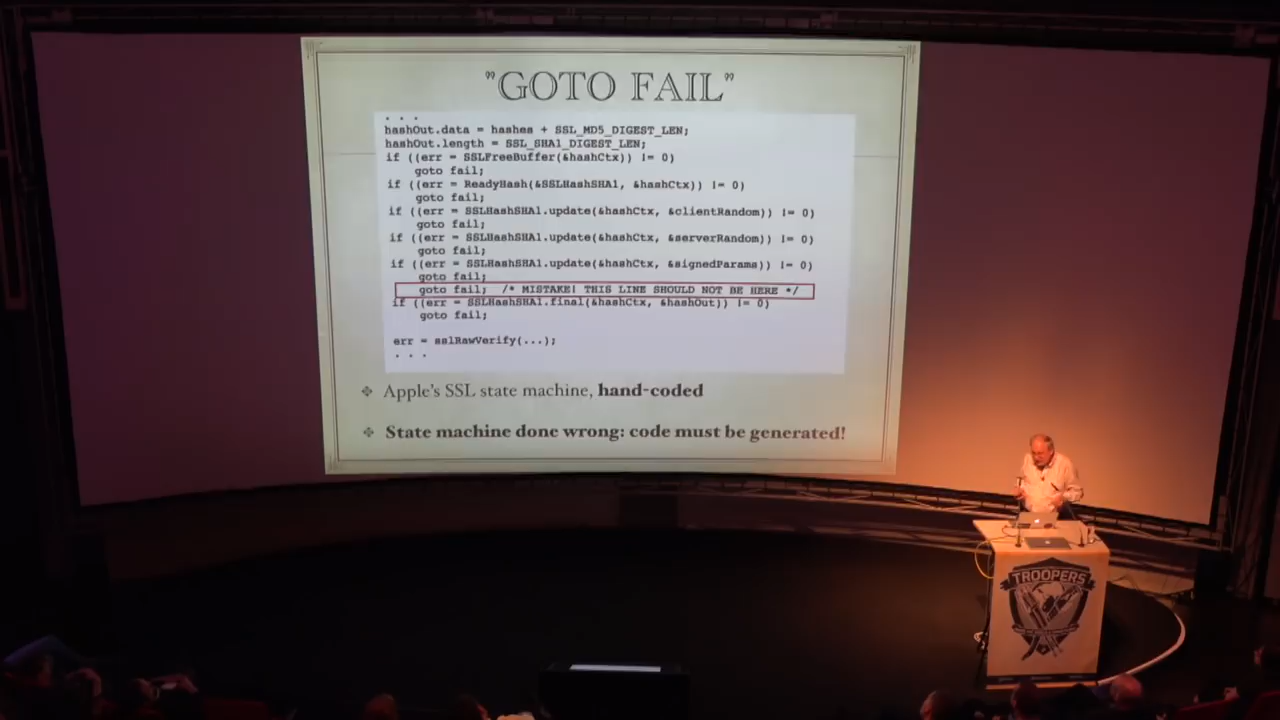 "GOTO FAIL"
. . .
hashOut.data = hashes + SSL_MD5_DIGEST_LEN;
hashOut.length = SSL_SHA1_DIGEST_LEN;
if ((err = SSLFreeBuffer(&hashCtx)) != 0)
goto fail;
if ((err = ReadyHash(&SSLHashSHA1, &hashCtx)) != 0)
goto fail;
if ((err = SSLHashSHA1.update(&hashCtx, &clientRandom)) != 0)
goto fail;
if ((err = SSLHashSHA1.update(&hashCtx, &serverRandom)) != 0)
goto fail;
if ((err = SSLHashSHA1.update(&hashCtx, &signedParams)) != 0)
goto fail;
goto fail; /* MISTAKE! THIS LINE SHOULD NOT BE HERE */
if ((err = SSLHashSHA1.final(&hashCtx, &hashOut)) != 0)
goto fail;
err = sslRawVerify(...);
. . .
❖ Apple's SSL state machine, hand-coded
❖ State machine done wrong: code must be generated!
TROOPERS